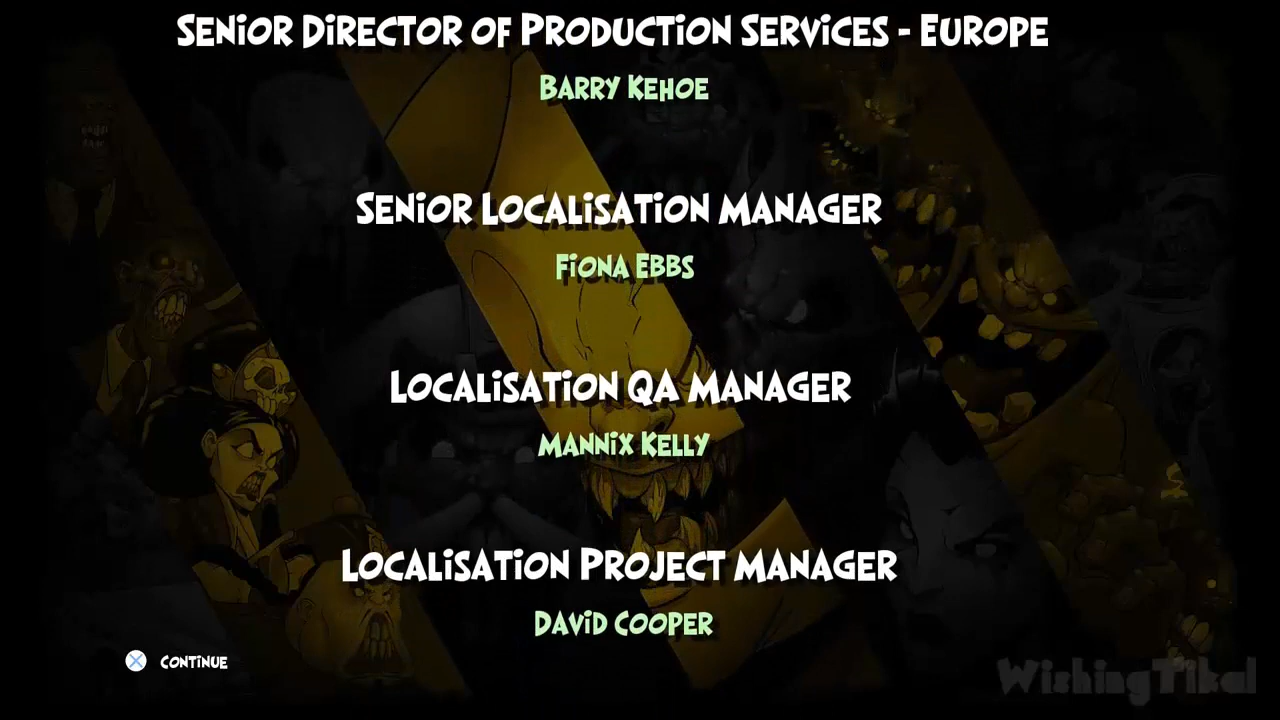 Senior Director of Production Services - Europe
Barry Kehoe
Senior Localisation Manager
Fiona Ebbs
Localisation QA Manager
Mannix Kelly
Localisation Project Manager
David Cooper
Continue
WishingTikal